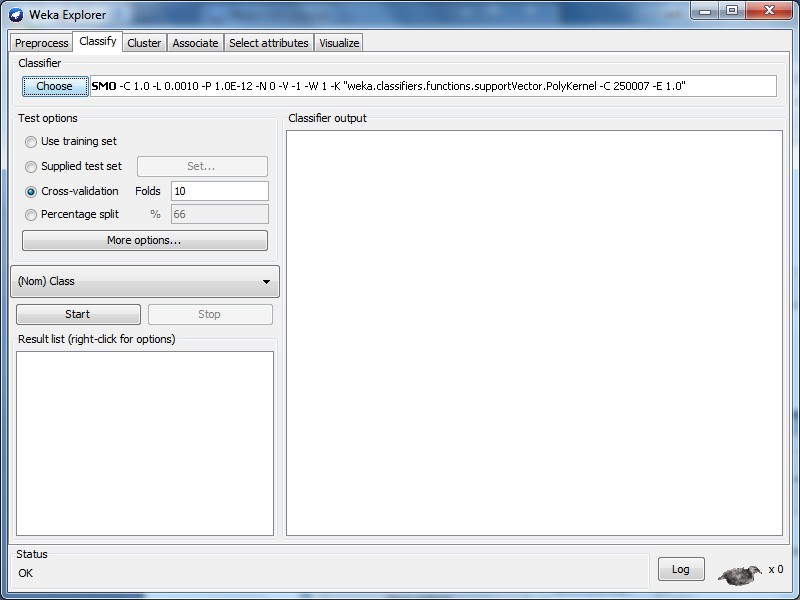 Weka Explorer
Preprocess Classify Cluster Associate Select attributes Visualize
Classifier
Choose SMO -C 1.0 -L 0.0010 -P 1.0E-12 -N 0 -V -1 -W 1 -K "weka.classifiers.functions.supportVector.PolyKernel -C 250007 -E 1.0"
Test options
Use training set
Supplied test set Set...
Cross-validation Folds 10
Percentage split % 66
More options...
(Nom) Class
Start Stop
Result list (right-click for options)
Classifier output
Status
OK
Log x 0